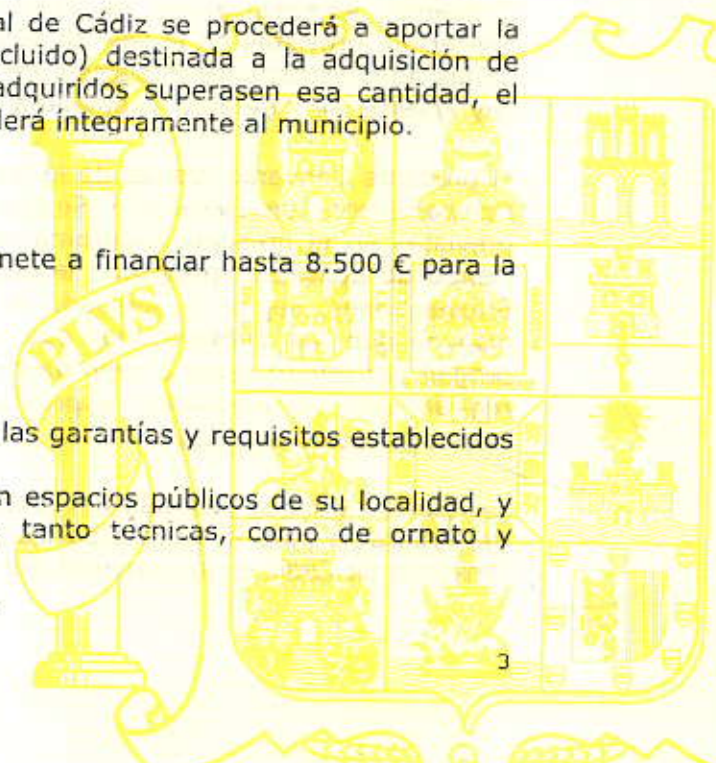 al de Cádiz se procederá a aportar la
cluido) destinada a la adquisición de
adquiridos superasen esa cantidad, el
derá íntegramente al municipio.
PLVS
nete a financiar hasta 8.500 € para la
las garantías y requisitos establecidos
n espacios públicos de su localidad, y
tanto técnicas, como de ornato y
3